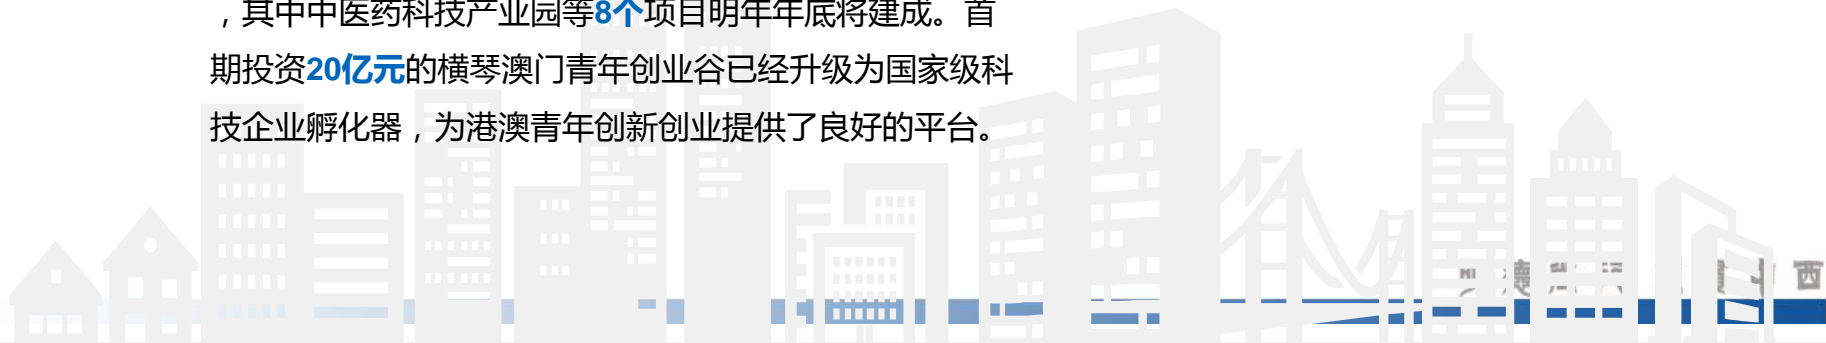 ，其中中医药科技产业园等8个项目明年年底将建成。首
期投资20亿元的横琴澳门青年创业谷已经升级为国家级科
技企业孵化器，为港澳青年创新创业提供了良好的平台。
德 西